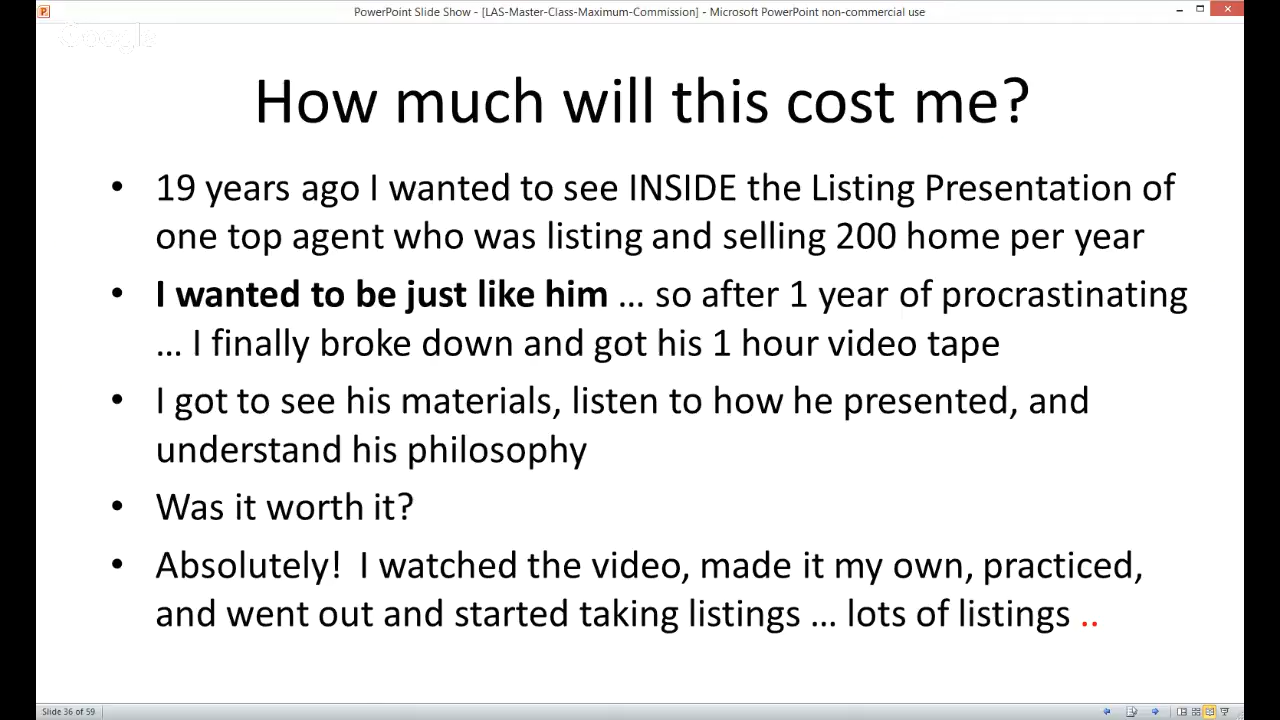 PowerPoint Slide Show - [LAS-Master-Class-Maximum-Commission] - Microsoft PowerPoint non-commercial use
Google
How much will this cost me?
• 19 years ago I wanted to see INSIDE the Listing Presentation of
one top agent who was listing and selling 200 home per year
• I wanted to be just like him … so after 1 year of procrastinating
… I finally broke down and got his 1 hour video tape
• I got to see his materials, listen to how he presented, and
understand his philosophy
• Was it worth it?
• Absolutely!  I watched the video, made it my own, practiced,
and went out and started taking listings … lots of listings ..
Slide 36 of 59